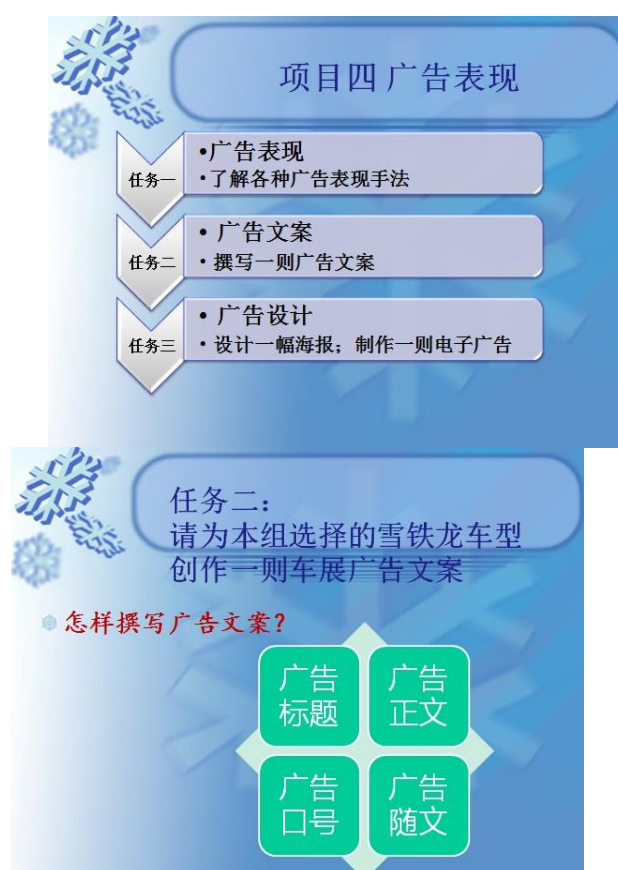 项目四 广告表现
任务一
•广告表现
•了解各种广告表现手法
任务二
• 广告文案
• 撰写一则广告文案
任务三
• 广告设计
• 设计一幅海报；制作一则电子广告
任务二：
请为本组选择的雪铁龙车型
创作一则车展广告文案
怎样撰写广告文案？
广告
标题
广告
正文
广告
口号
广告
随文